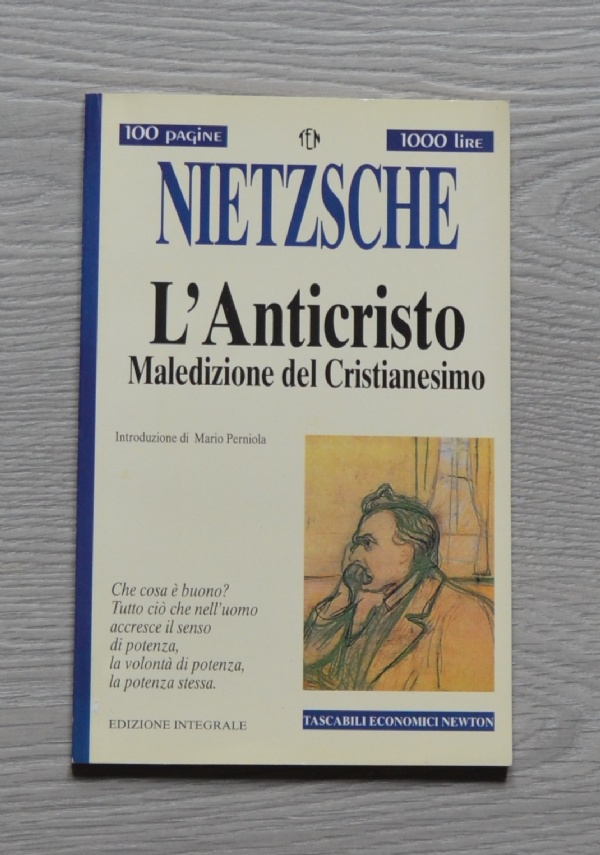 100 PAGINE
TEN
1000 LIRE
NIETZSCHE
L'Anticristo
Maledizione del Cristianesimo
Introduzione di Mario Perniola
Che cosa è buono?
Tutto ciò che nell'uomo
accresce il senso
di potenza,
la volontà di potenza,
la potenza stessa.
EDIZIONE INTEGRALE
TASCABILI ECONOMICI NEWTON